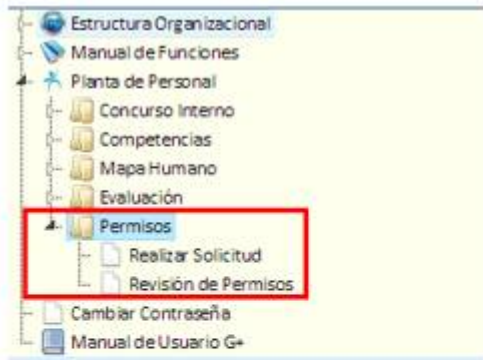 Estructura Organizacional
Manual de Funciones
Planta de Personal
Concurso Interno
Competencias
Mapa Humano
Evaluación
Permisos
Realizar Solicitud
Revisión de Permisos
Cambiar Contraseña
Manual de Usuario G+